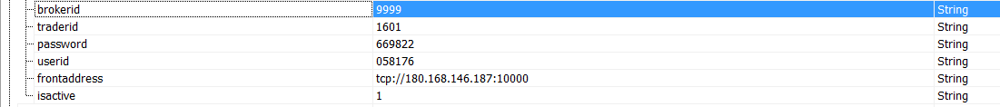 brokerid 9999 String
traderid 1601 String
password 669822 String
userid 058176 String
frontaddress tcp://180.168.146.187:10000 String
isactive 1 String